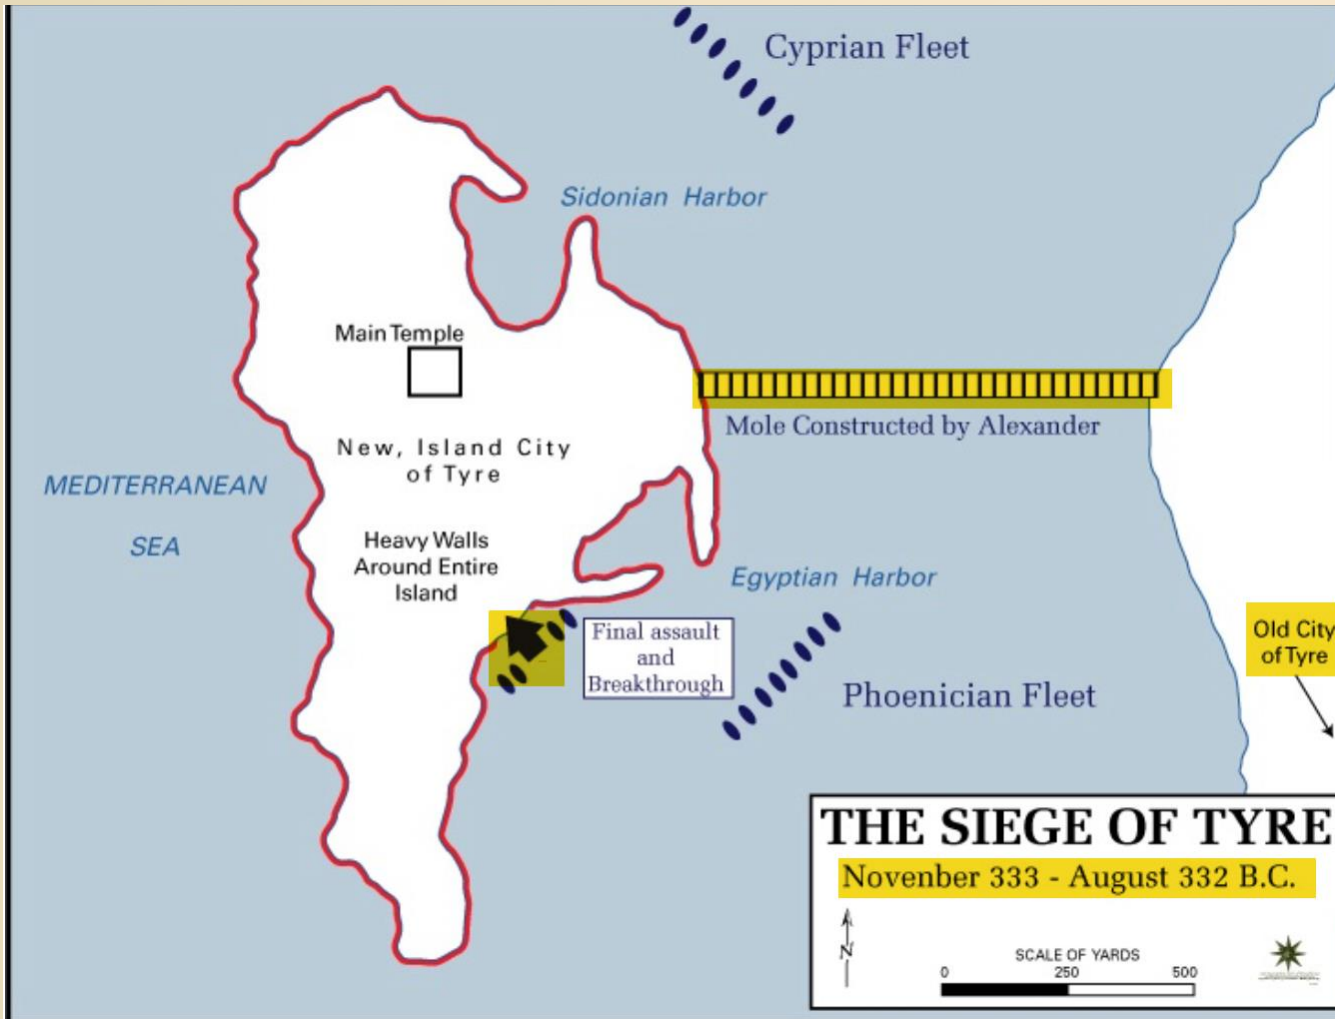 Cyprian Fleet
Sidonian Harbor
Main Temple
New, Island City
of Tyre
Mole Constructed by Alexander
MEDITERRANEAN
SEA
Heavy Walls
Around Entire
Island
Egyptian Harbor
Final assault
and
Breakthrough
Phoenician Fleet
Old City
of Tyre
THE SIEGE OF TYRE
Novenber 333 - August 332 B.C.
N
SCALE OF YARDS
0 250 500